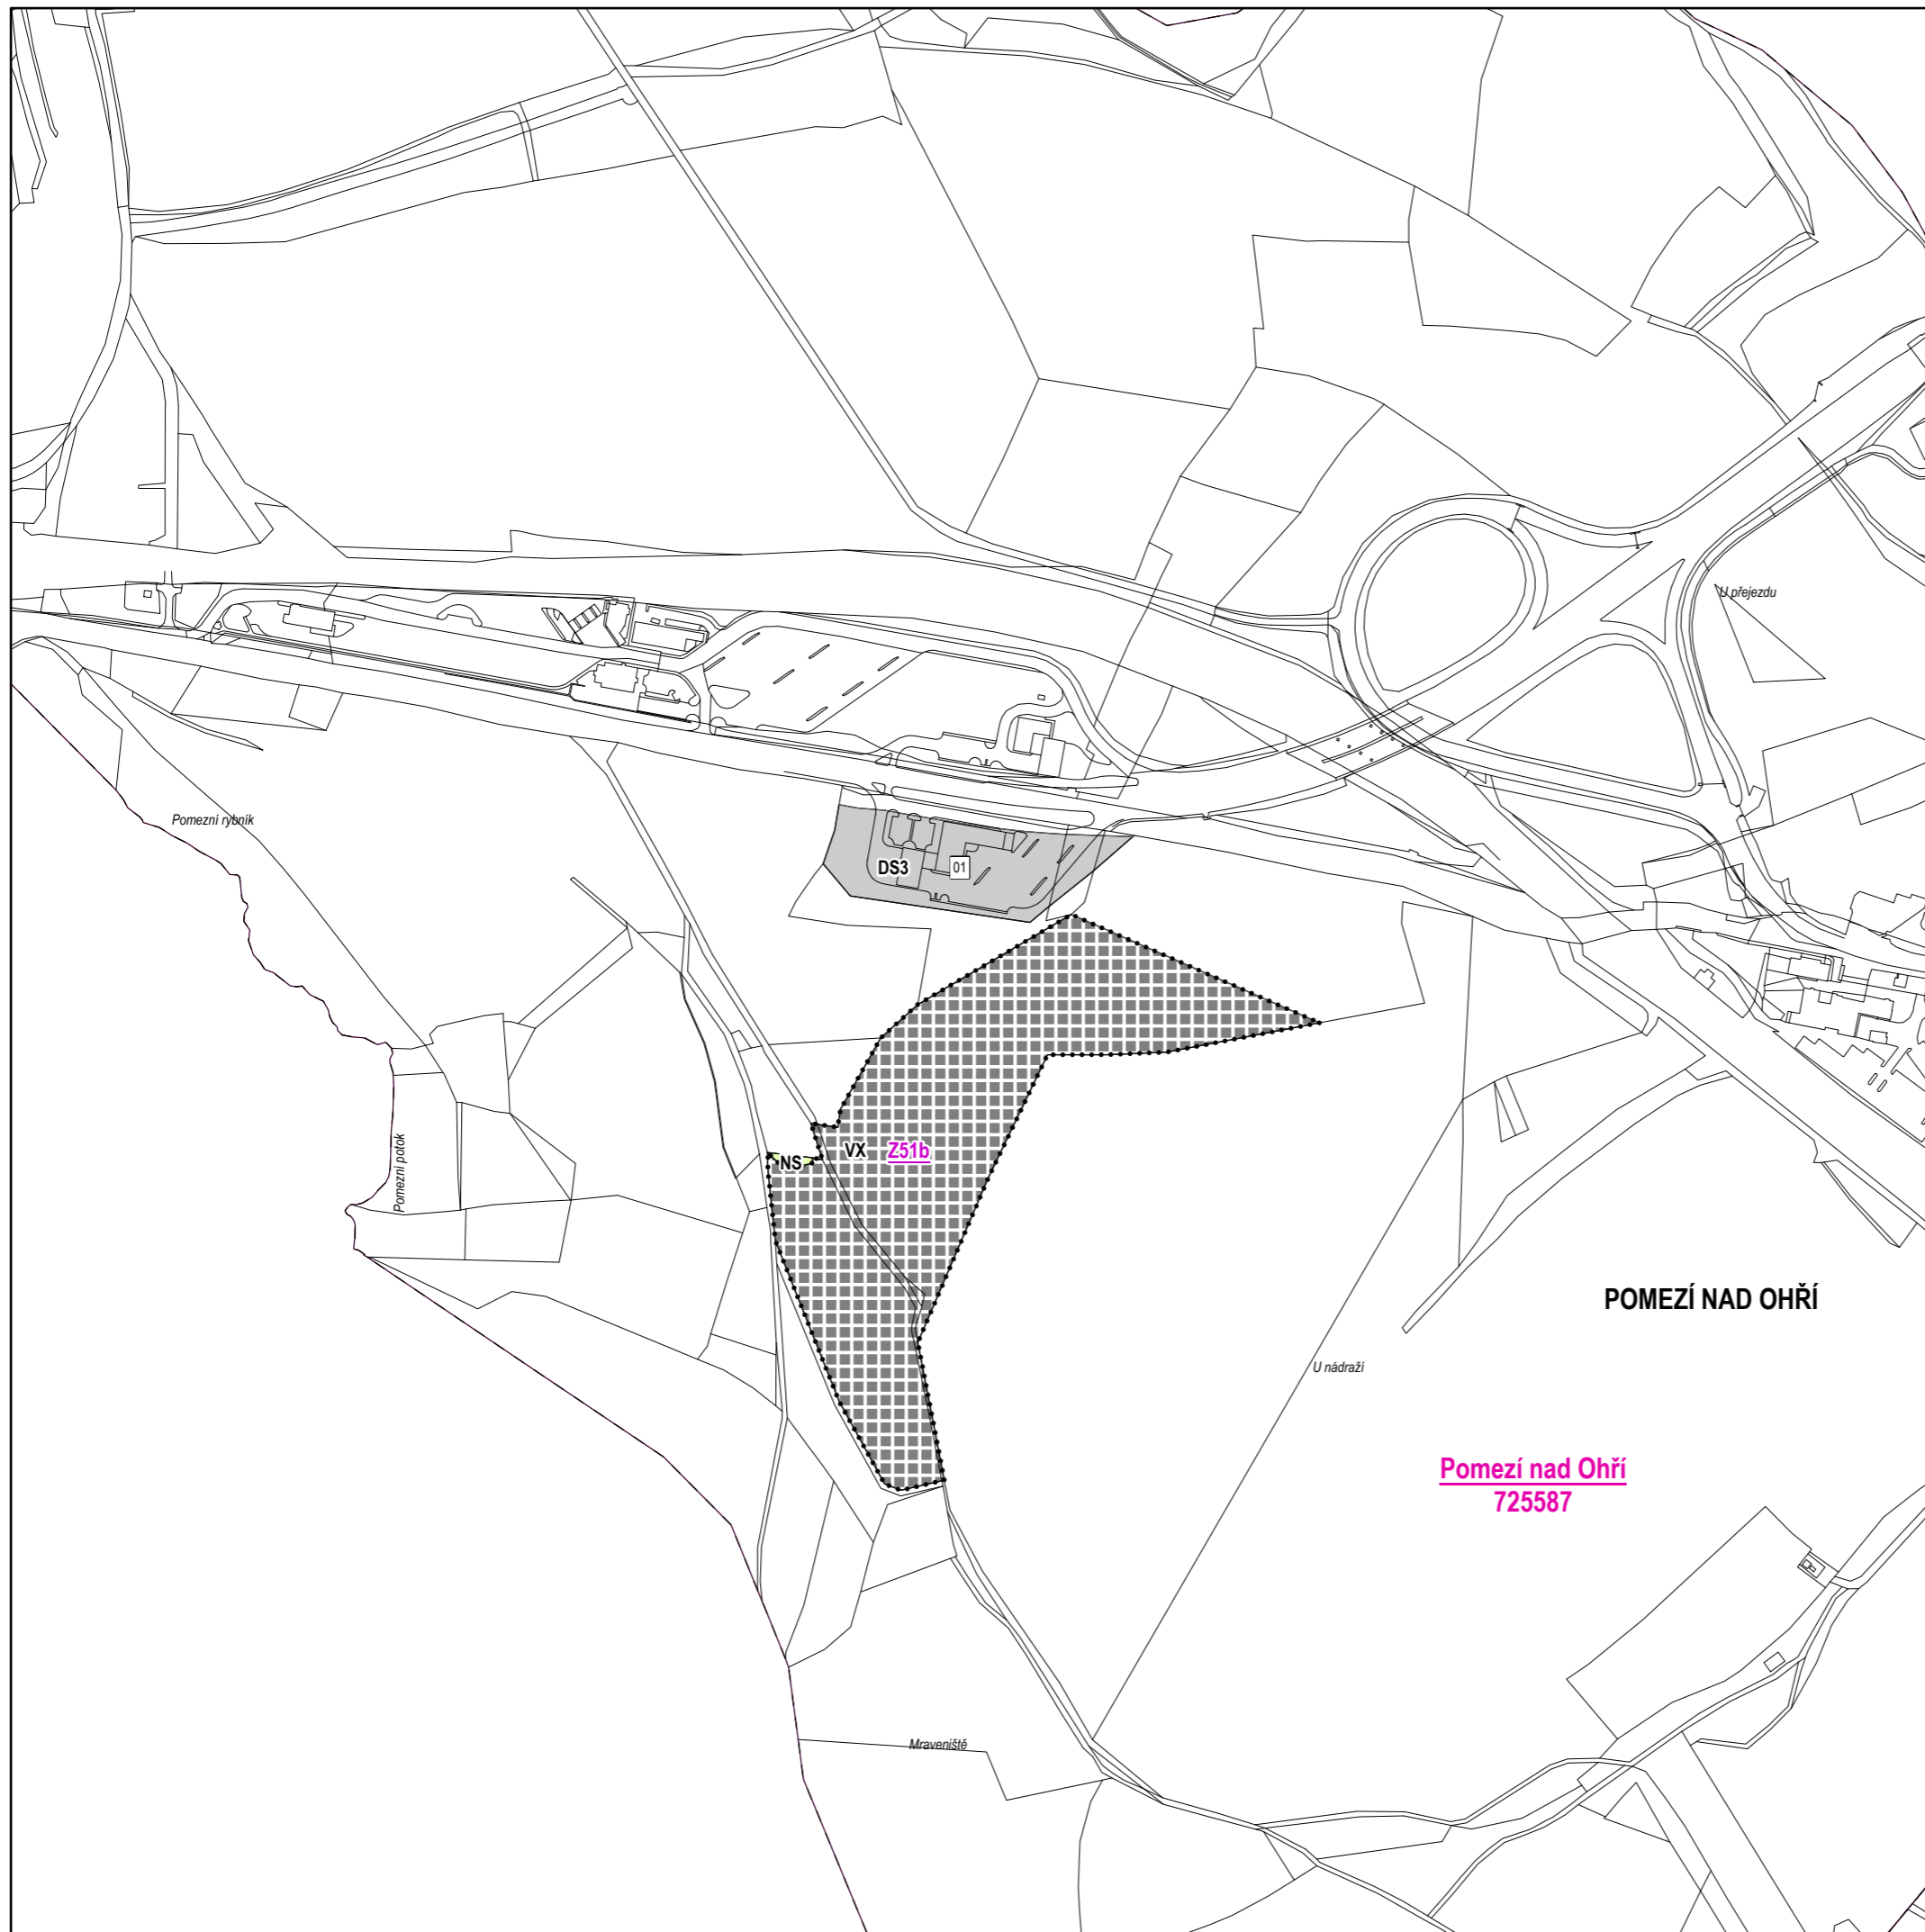 U přejezdu
Pomezní rybník
DS3
01
Pomezní potok
NS
VX
Z51b
POMEZÍ NAD OHŘÍ
U nádraží
Pomezí nad Ohří
725587
Mraveniště